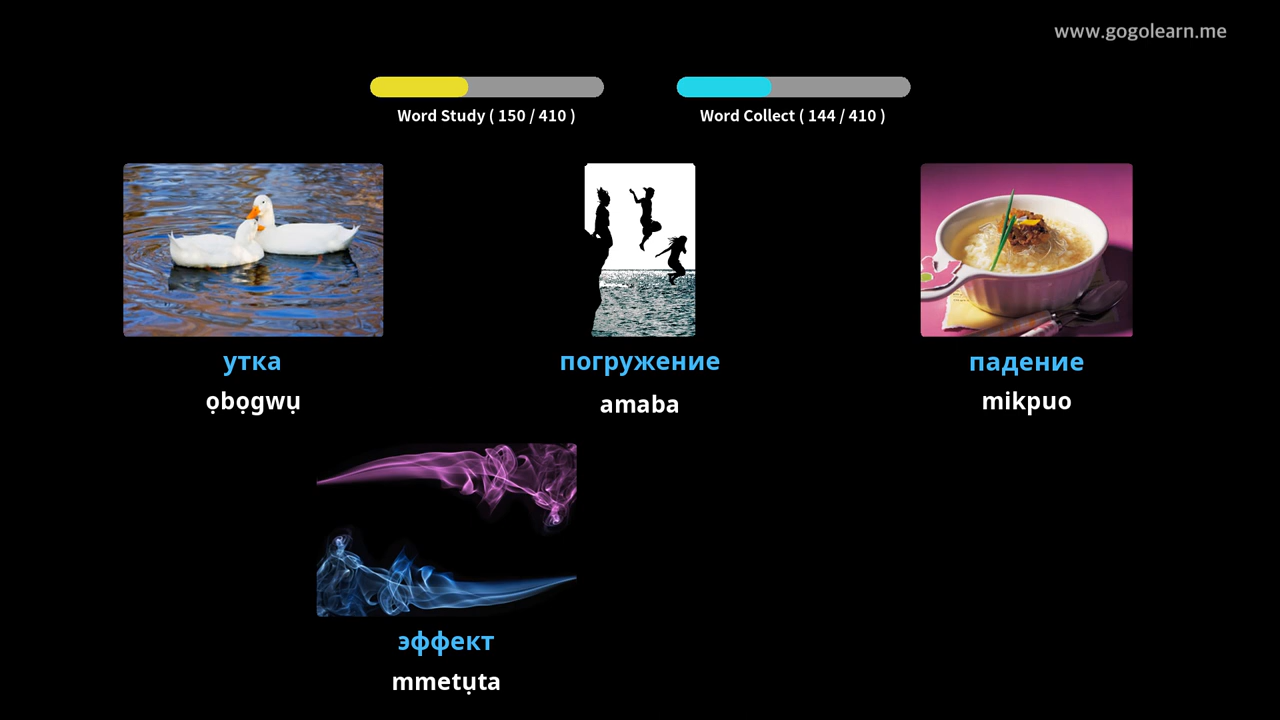 www.gogolearn.me
Word Study ( 150 / 410 )
Word Collect ( 144 / 410 )
утка
погружение
падение
ọbọgwụ
amaba
mikpuo
эффект
mmetụta